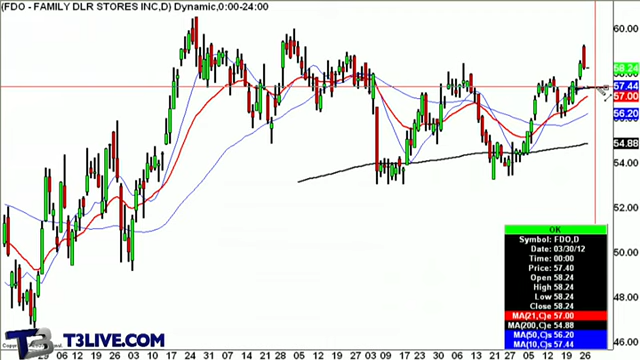 (FDO - FAMILY DLR STORES INC,D) Dynamic,0:00-24:00
60.00
58.24
57.44
57.00
56.20
54.88
54.00
52.00
50.00
48.00
46.00
OK
Symbol: FDO,D
Date: 03/30/12
Time: 00:00
Price: 57.40
Open 58.24
High 58.24
Low 58.24
Close 58.24
MA(21,C)e 57.00
MA(200,C)e 54.88
MA(50,C)s 56.20
MA(10,C)e 57.44
T3 T3LIVE.COM
29 06 12 19 26 03 10 17 24 31 07 14 21 28 05 12 19 27 03 09 17 23 30 06 13 21 27 05 12 19 26